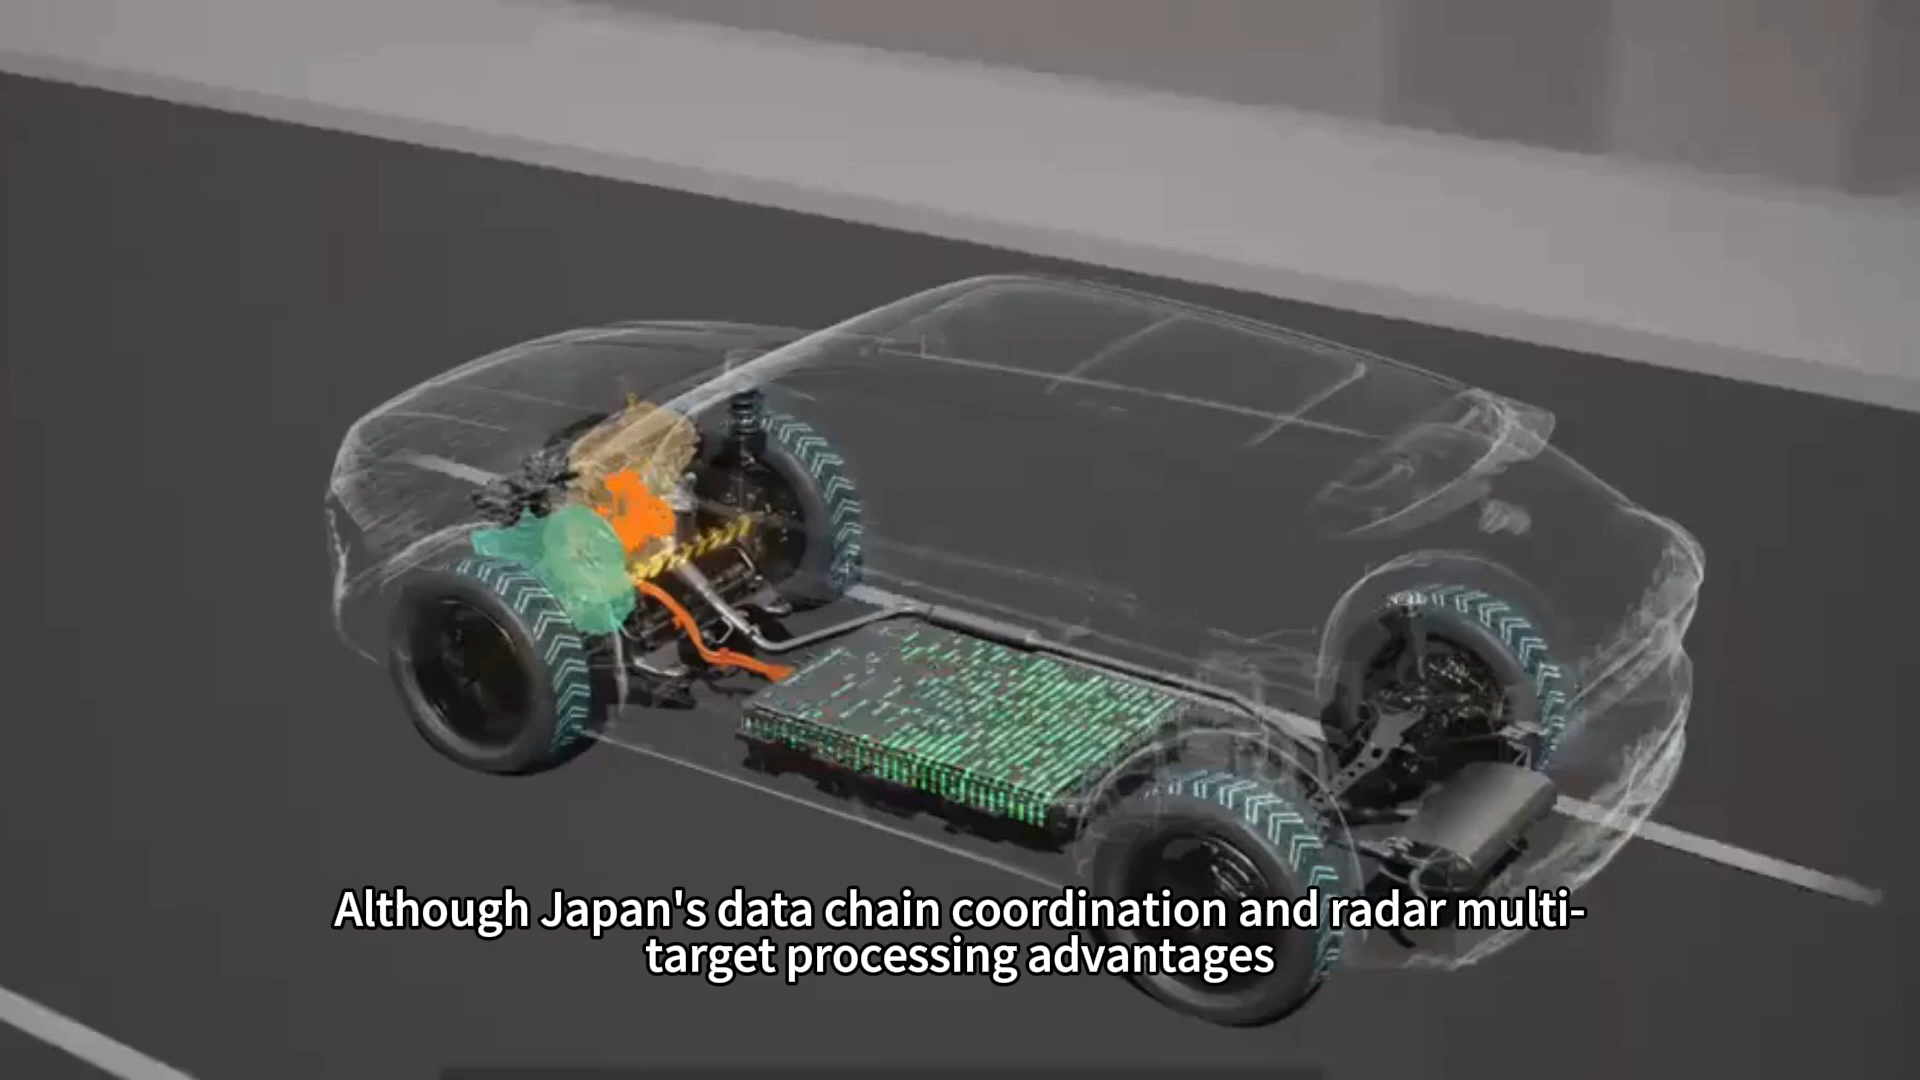 Although Japan's data chain coordination and radar multi-
target processing advantages